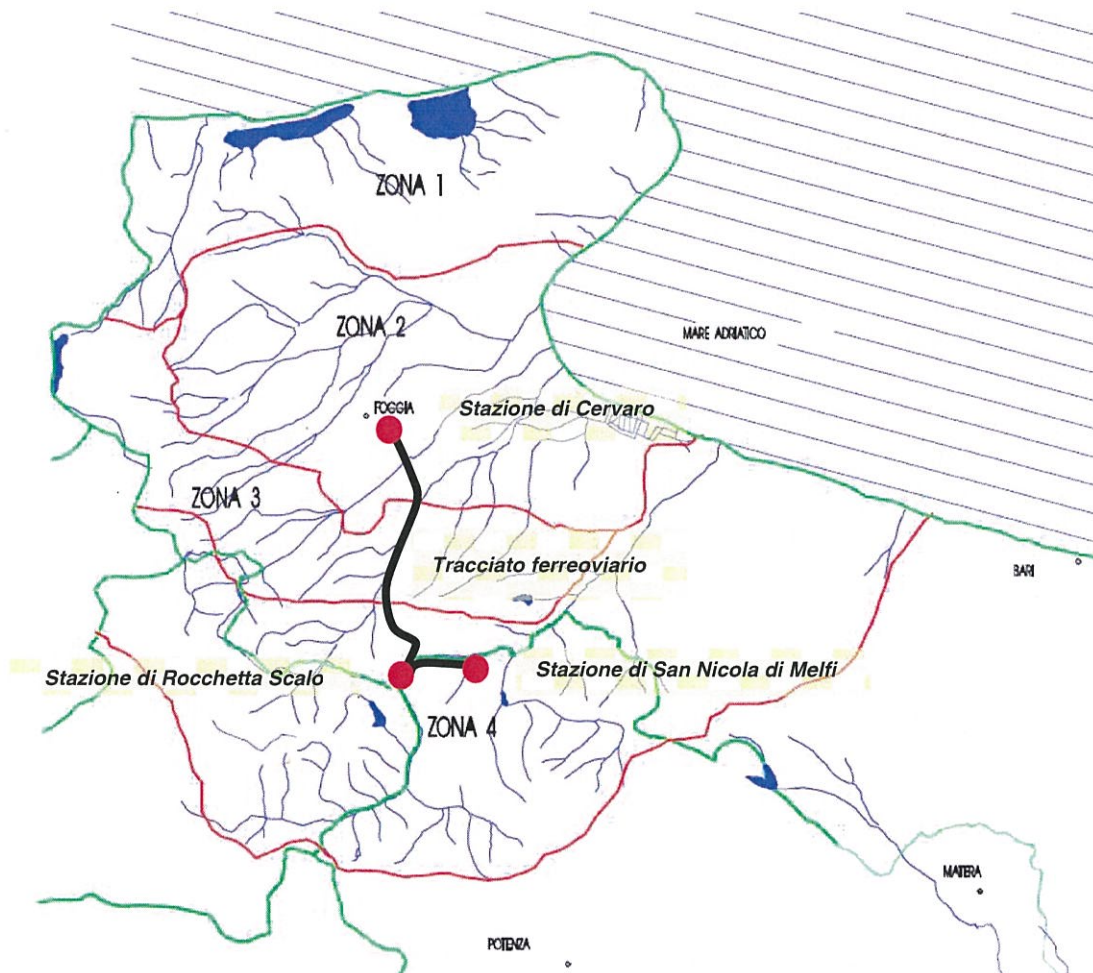 ZONA 1
ZONA 2
MARE ADRIATICO
FOGGIA
Stazione di Cervaro
ZONA 3
Tracciato ferreoviario
BARI
Stazione di Rocchetta Scalo
Stazione di San Nicola di Melfi
ZONA 4
MATERA
POTENZA